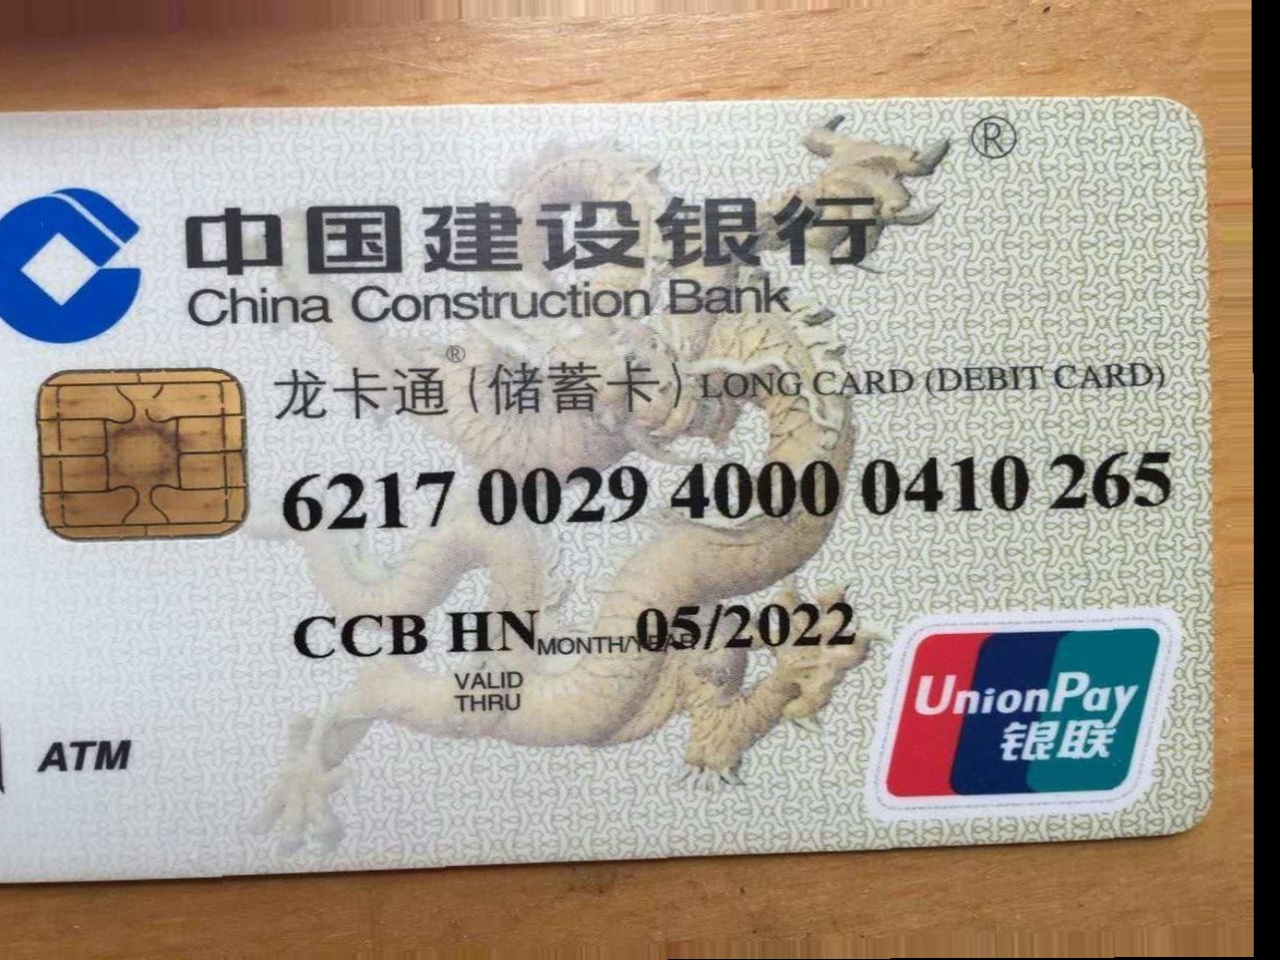 ®
中国建设银行
China Construction Bank
龙卡通®(储蓄卡) LONG CARD (DEBIT CARD)
6217 0029 4000 0410 265
CCB HN MONTH/YEAR 05/2022
VALID
THRU
ATM
UnionPay
银联